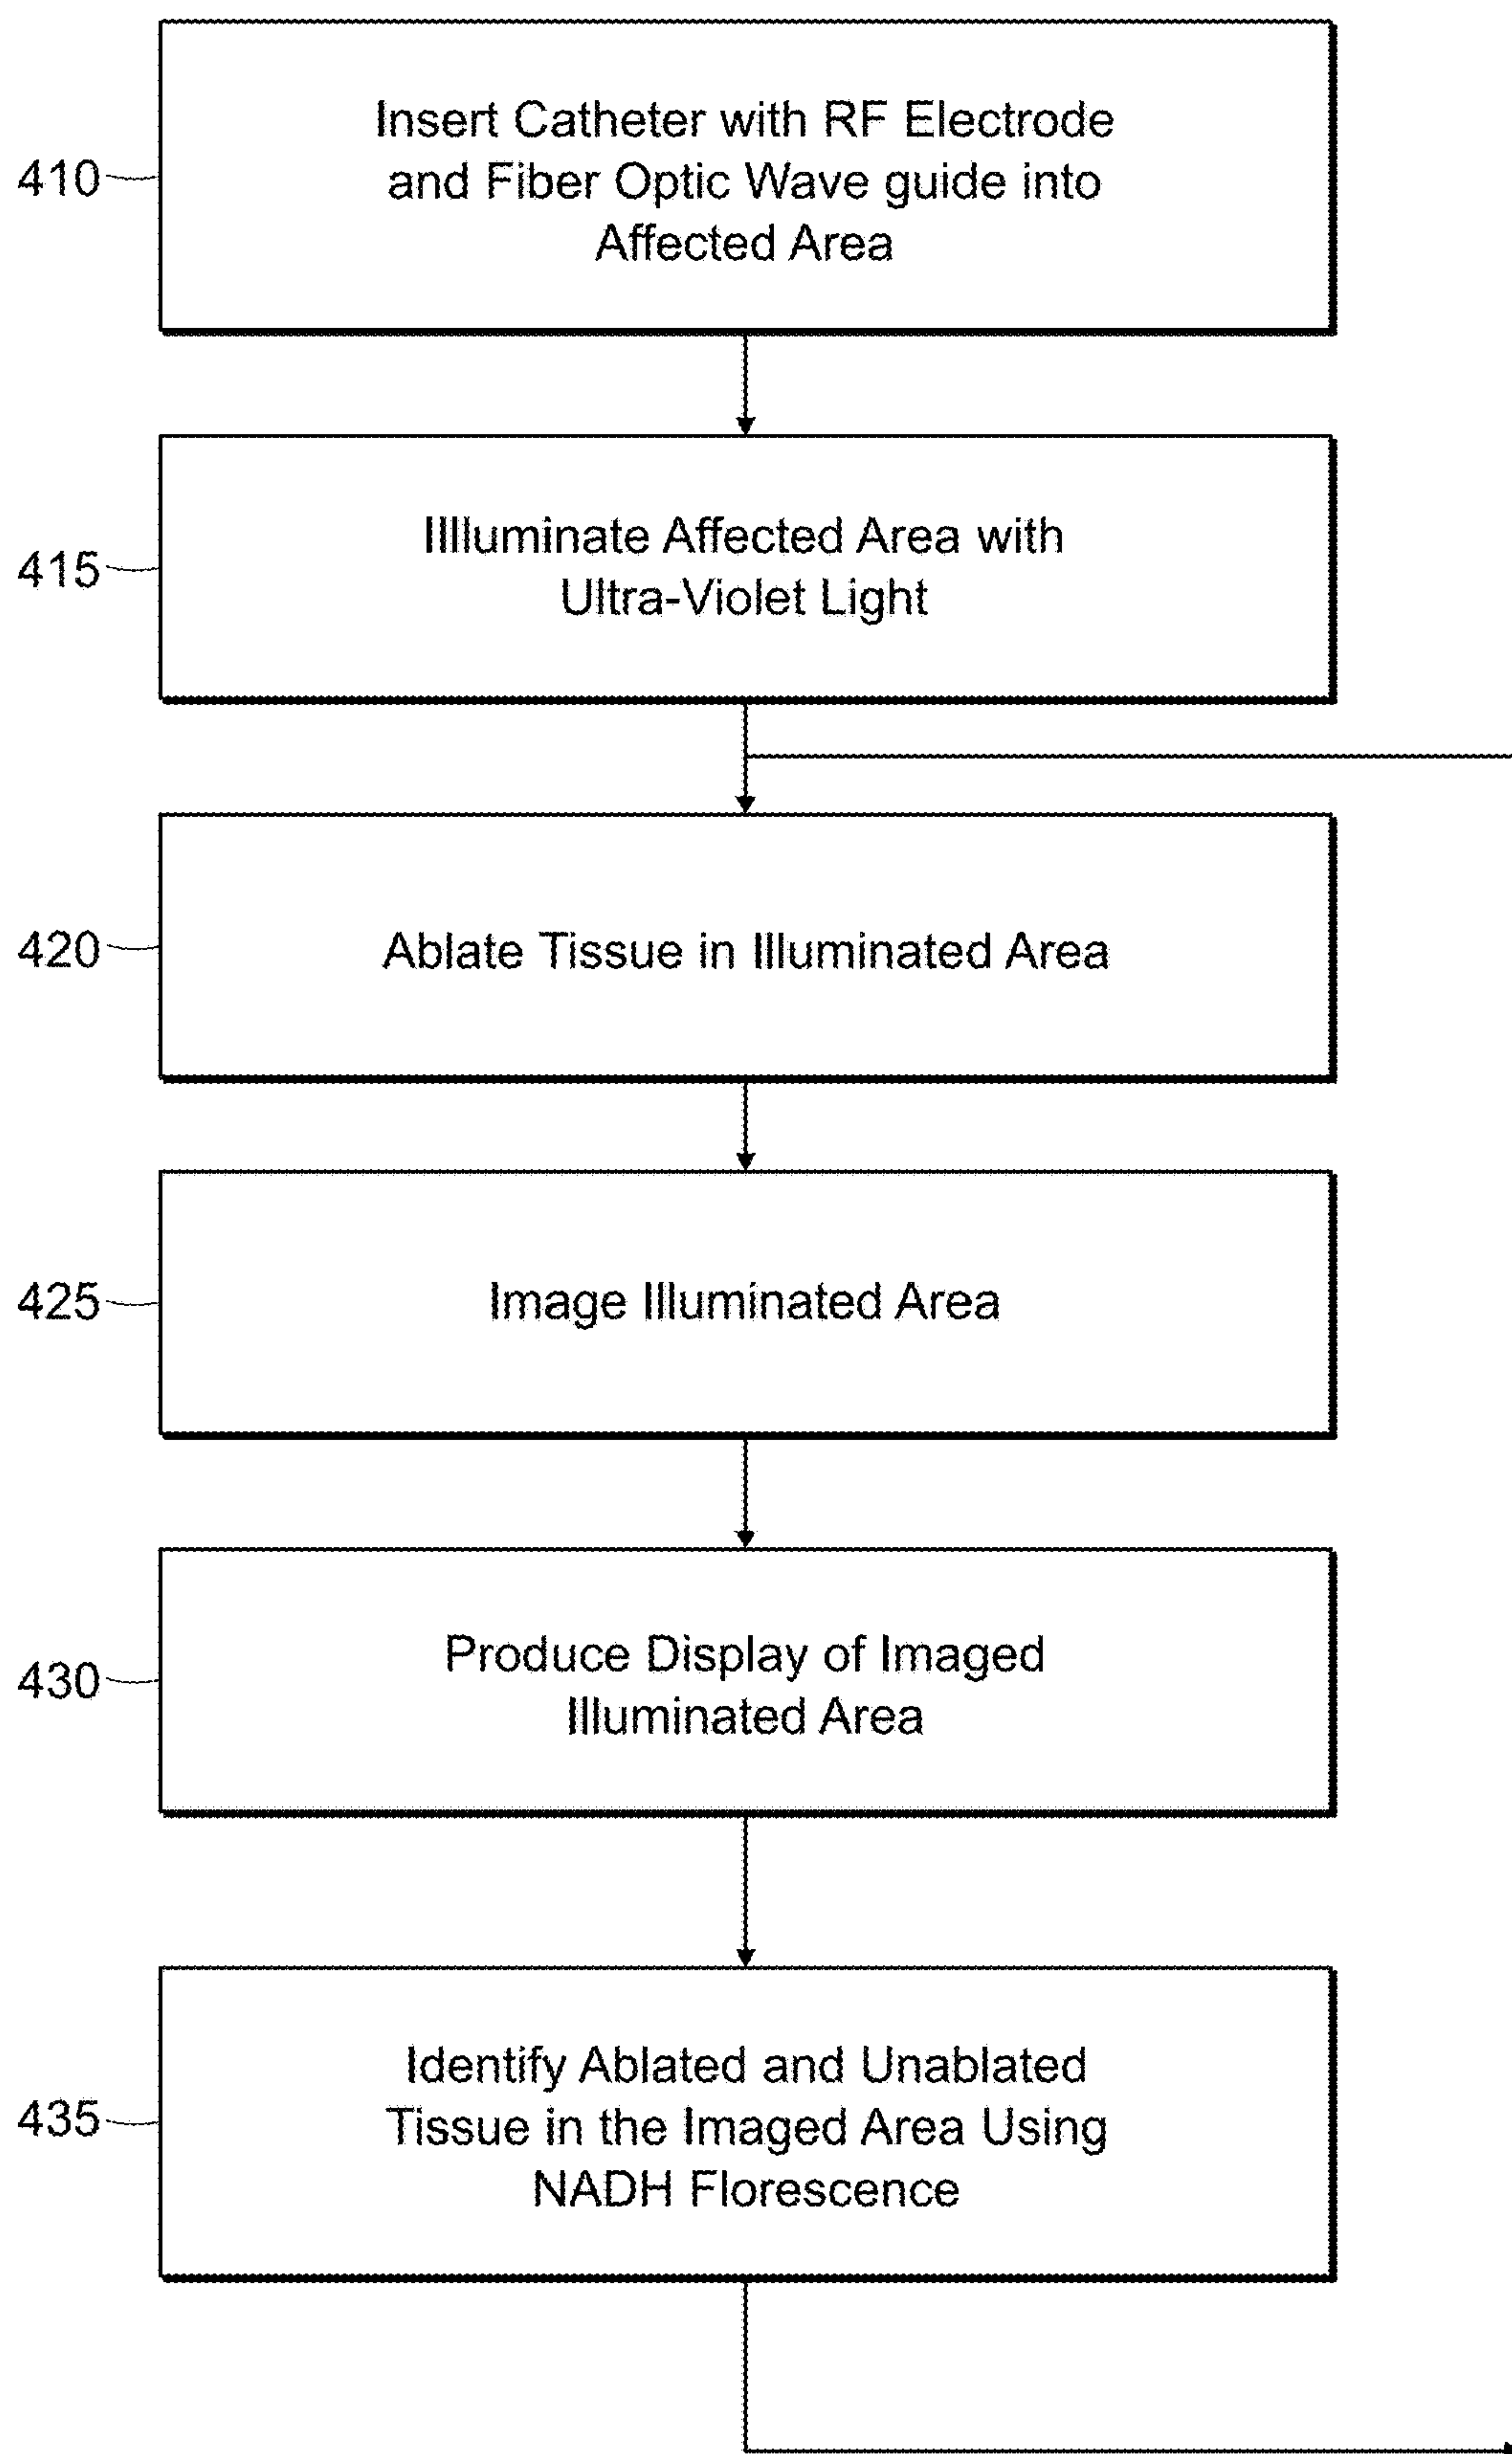 Insert Catheter with RF Electrode
410
and Fiber Optic Wave guide into
Affected Area
Illluminate Affected Area with
415
Ultra-Violet Light
420
Ablate Tissue in Illuminated Area
425
Image Illuminated Area
Produce Display of Imaged
430
Illuminated Area
Identify Ablated and Unablated
435
Tissue in the Imaged Area Using
NADH Florescence